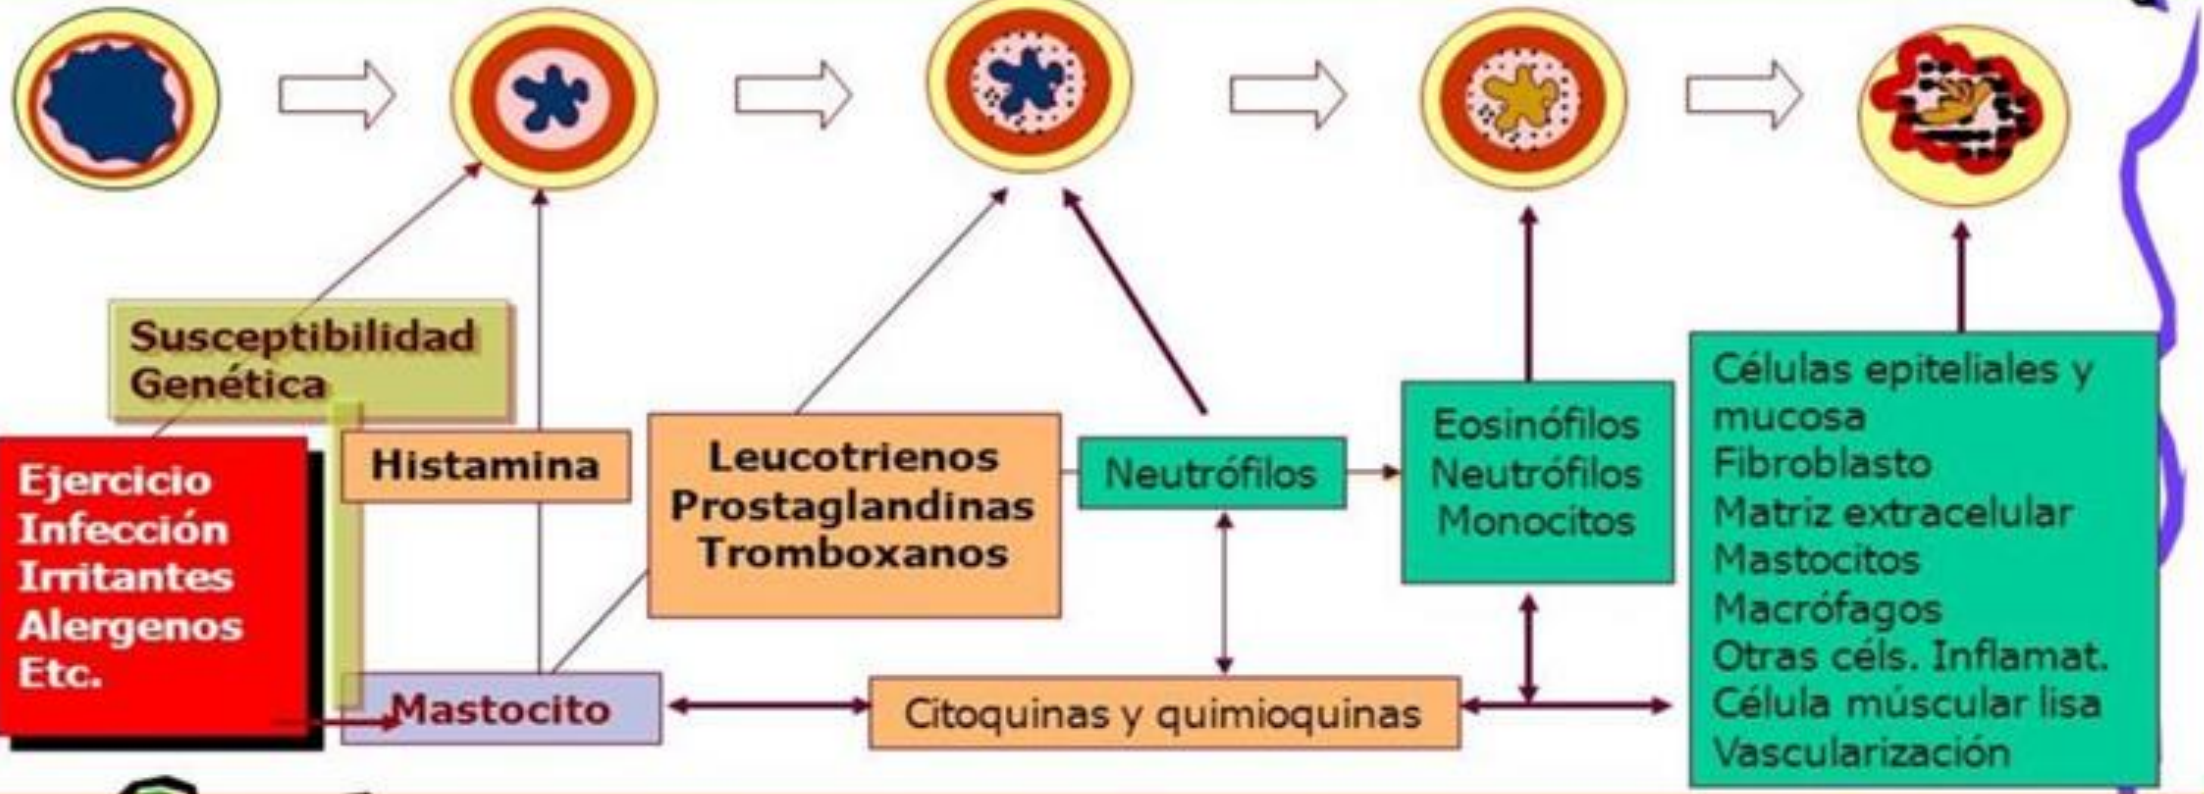 Susceptibilidad
Genética
Ejercicio
Infección
Irritantes
Alergenos
Etc.
Histamina
Mastocito
Leucotrienos
Prostaglandinas
Tromboxanos
Neutrófilos
Citoquinas y quimioquinas
Eosinófilos
Neutrófilos
Monocitos
Células epiteliales y
mucosa
Fibroblasto
Matriz extracelular
Mastocitos
Macrófagos
Otras céls. Inflamat.
Célula múscular lisa
Vascularización